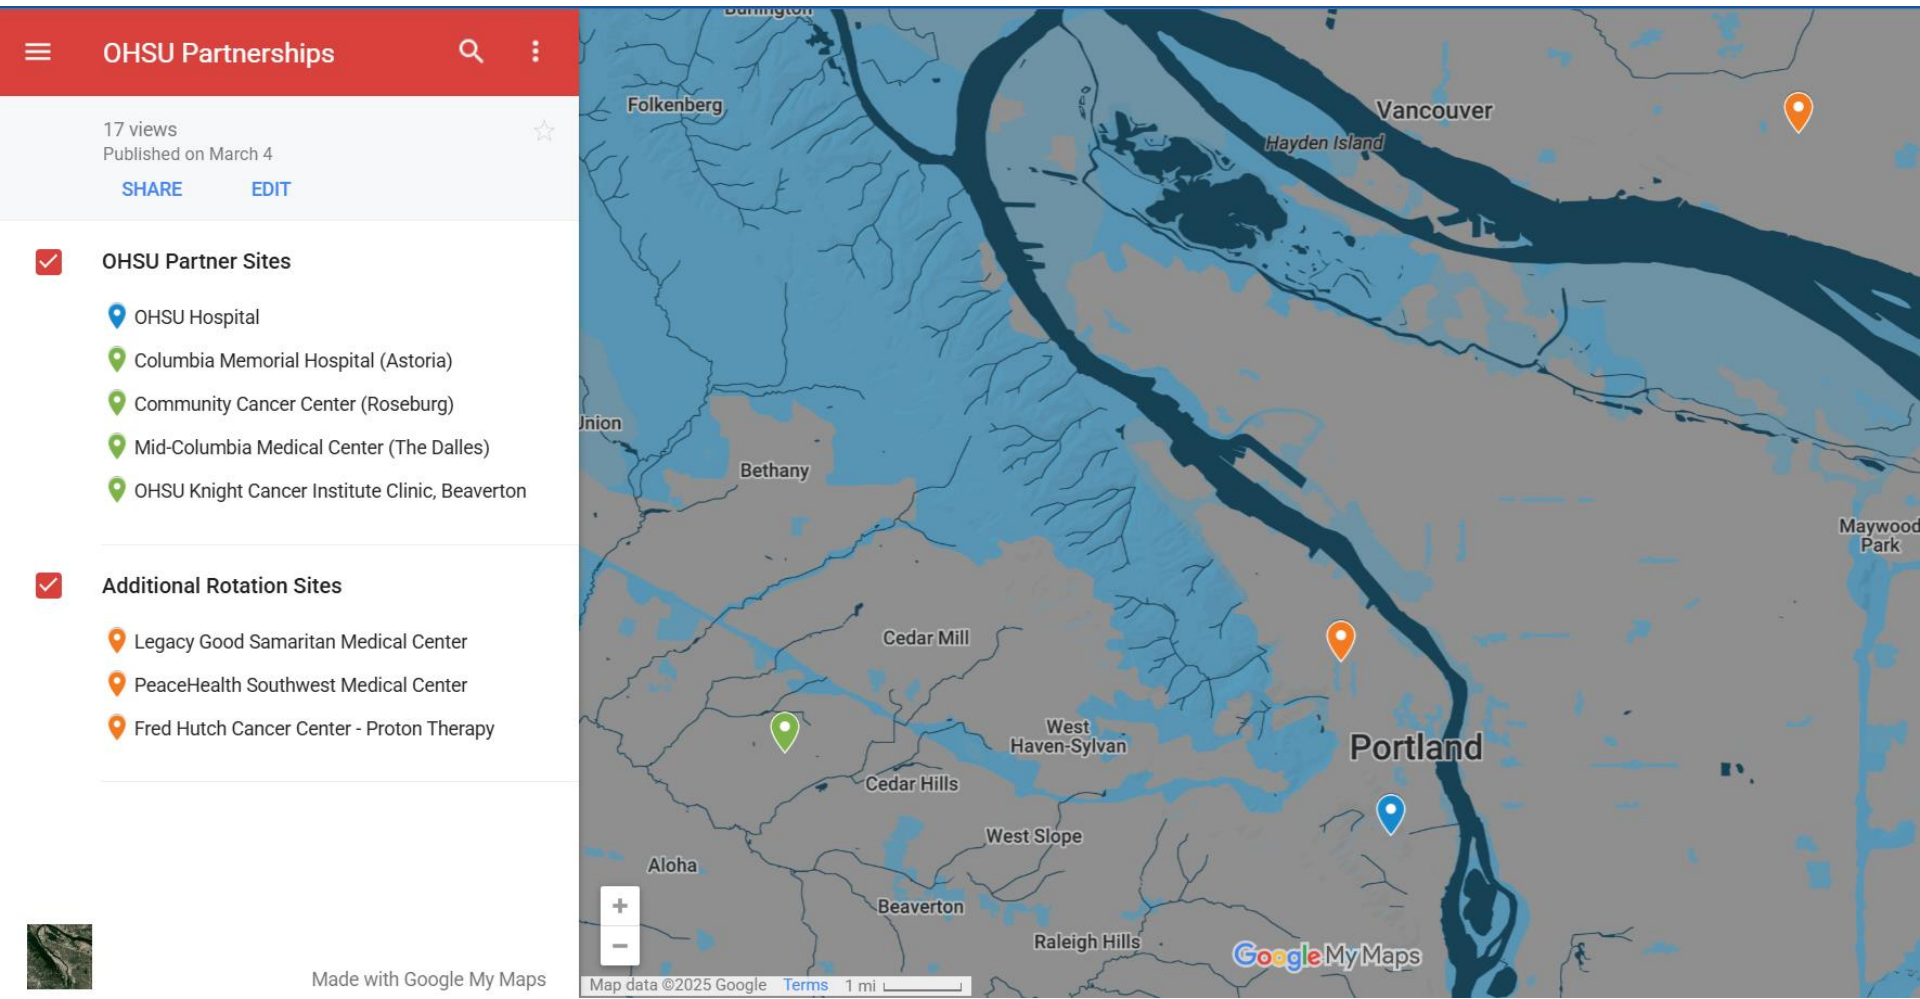 OHSU Partnerships
17 views
Published on March 4
SHARE EDIT
OHSU Partner Sites
OHSU Hospital
Columbia Memorial Hospital (Astoria)
Community Cancer Center (Roseburg)
Mid-Columbia Medical Center (The Dalles)
OHSU Knight Cancer Institute Clinic, Beaverton
Additional Rotation Sites
Legacy Good Samaritan Medical Center
PeaceHealth Southwest Medical Center
Fred Hutch Cancer Center - Proton Therapy
Made with Google My Maps
Burlington
Folkenberg
Vancouver
Hayden Island
Union
Bethany
Maywood
Park
Cedar Mill
West
Haven-Sylvan
Portland
Cedar Hills
West Slope
Aloha
Beaverton
Raleigh Hills
+
−
Google My Maps
Map data ©2025 Google Terms 1 mi